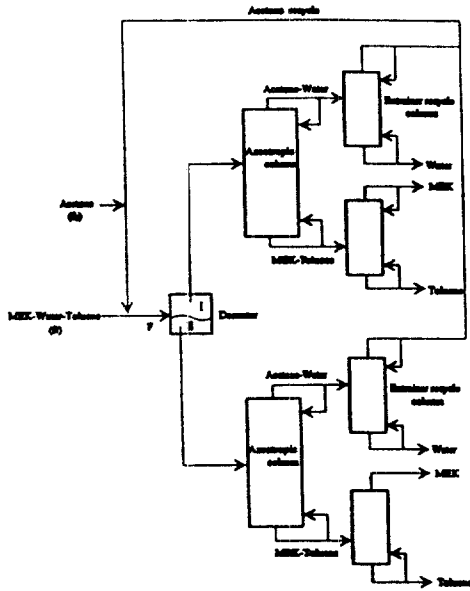 Acetone recycle
Acetone-Water
Entrainer recycle
column
Azeotropic
column
Water
MEK
Acetone
(E)
MEK-Toluene
Toluene
MEK-Water-Toluene
F
I
II
Decanter
Acetone-Water
Entrainer recycle
column
Azeotropic
column
Water
MEK
MEK-Toluene
Toluene